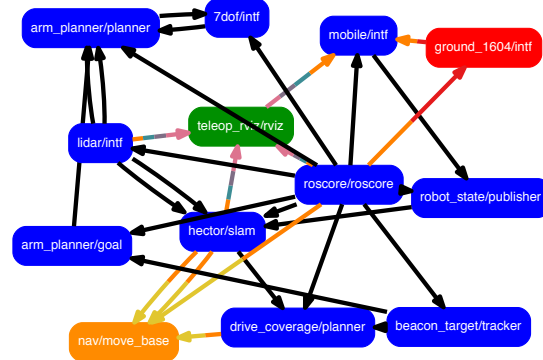 7dof/intf
arm_planner/planner
mobile/intf
ground_1604/intf
teleop_rviz/rviz
lidar/intf
roscore/roscore
robot_state/publisher
hector/slam
arm_planner/goal
drive_coverage/planner
beacon_target/tracker
nav/move_base